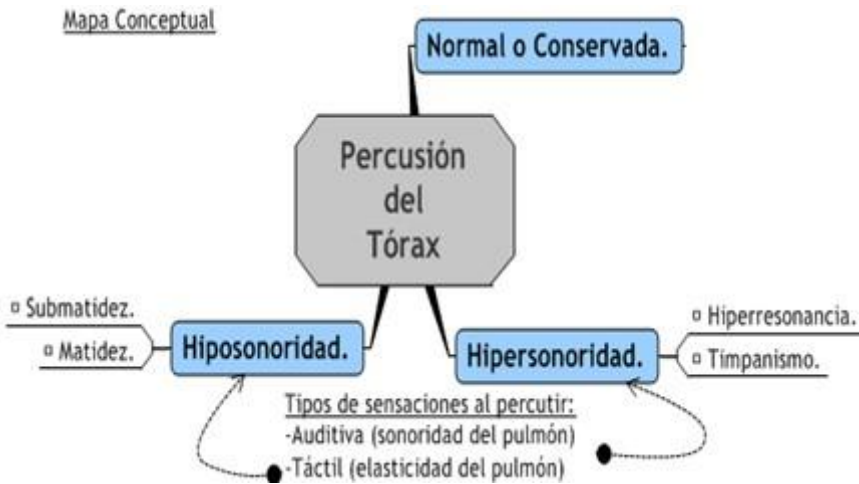 Mapa Conceptual
Normal o Conservada.
Percusión
del
Tórax
▫ Submatidez.
▫ Matidez.
Hiposonoridad.
Hipersonoridad.
▫ Hiperresonancia.
▫ Timpanismo.
Tipos de sensaciones al percutir:
-Auditiva (sonoridad del pulmón)
-Táctil (elasticidad del pulmón)